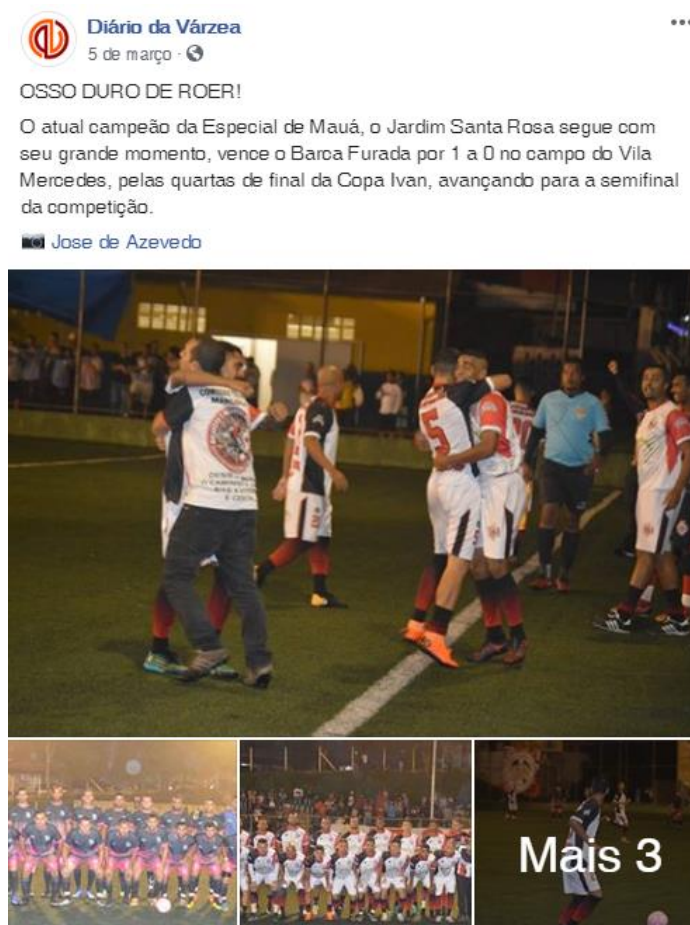 Diário da Várzea
5 de março ·
OSSO DURO DE ROER!
O atual campeão da Especial de Mauá, o Jardim Santa Rosa segue com
seu grande momento, vence o Barca Furada por 1 a 0 no campo do Vila
Mercedes, pelas quartas de final da Copa Ivan, avançando para a semifinal
da competição.
Jose de Azevedo
5
Mais 3